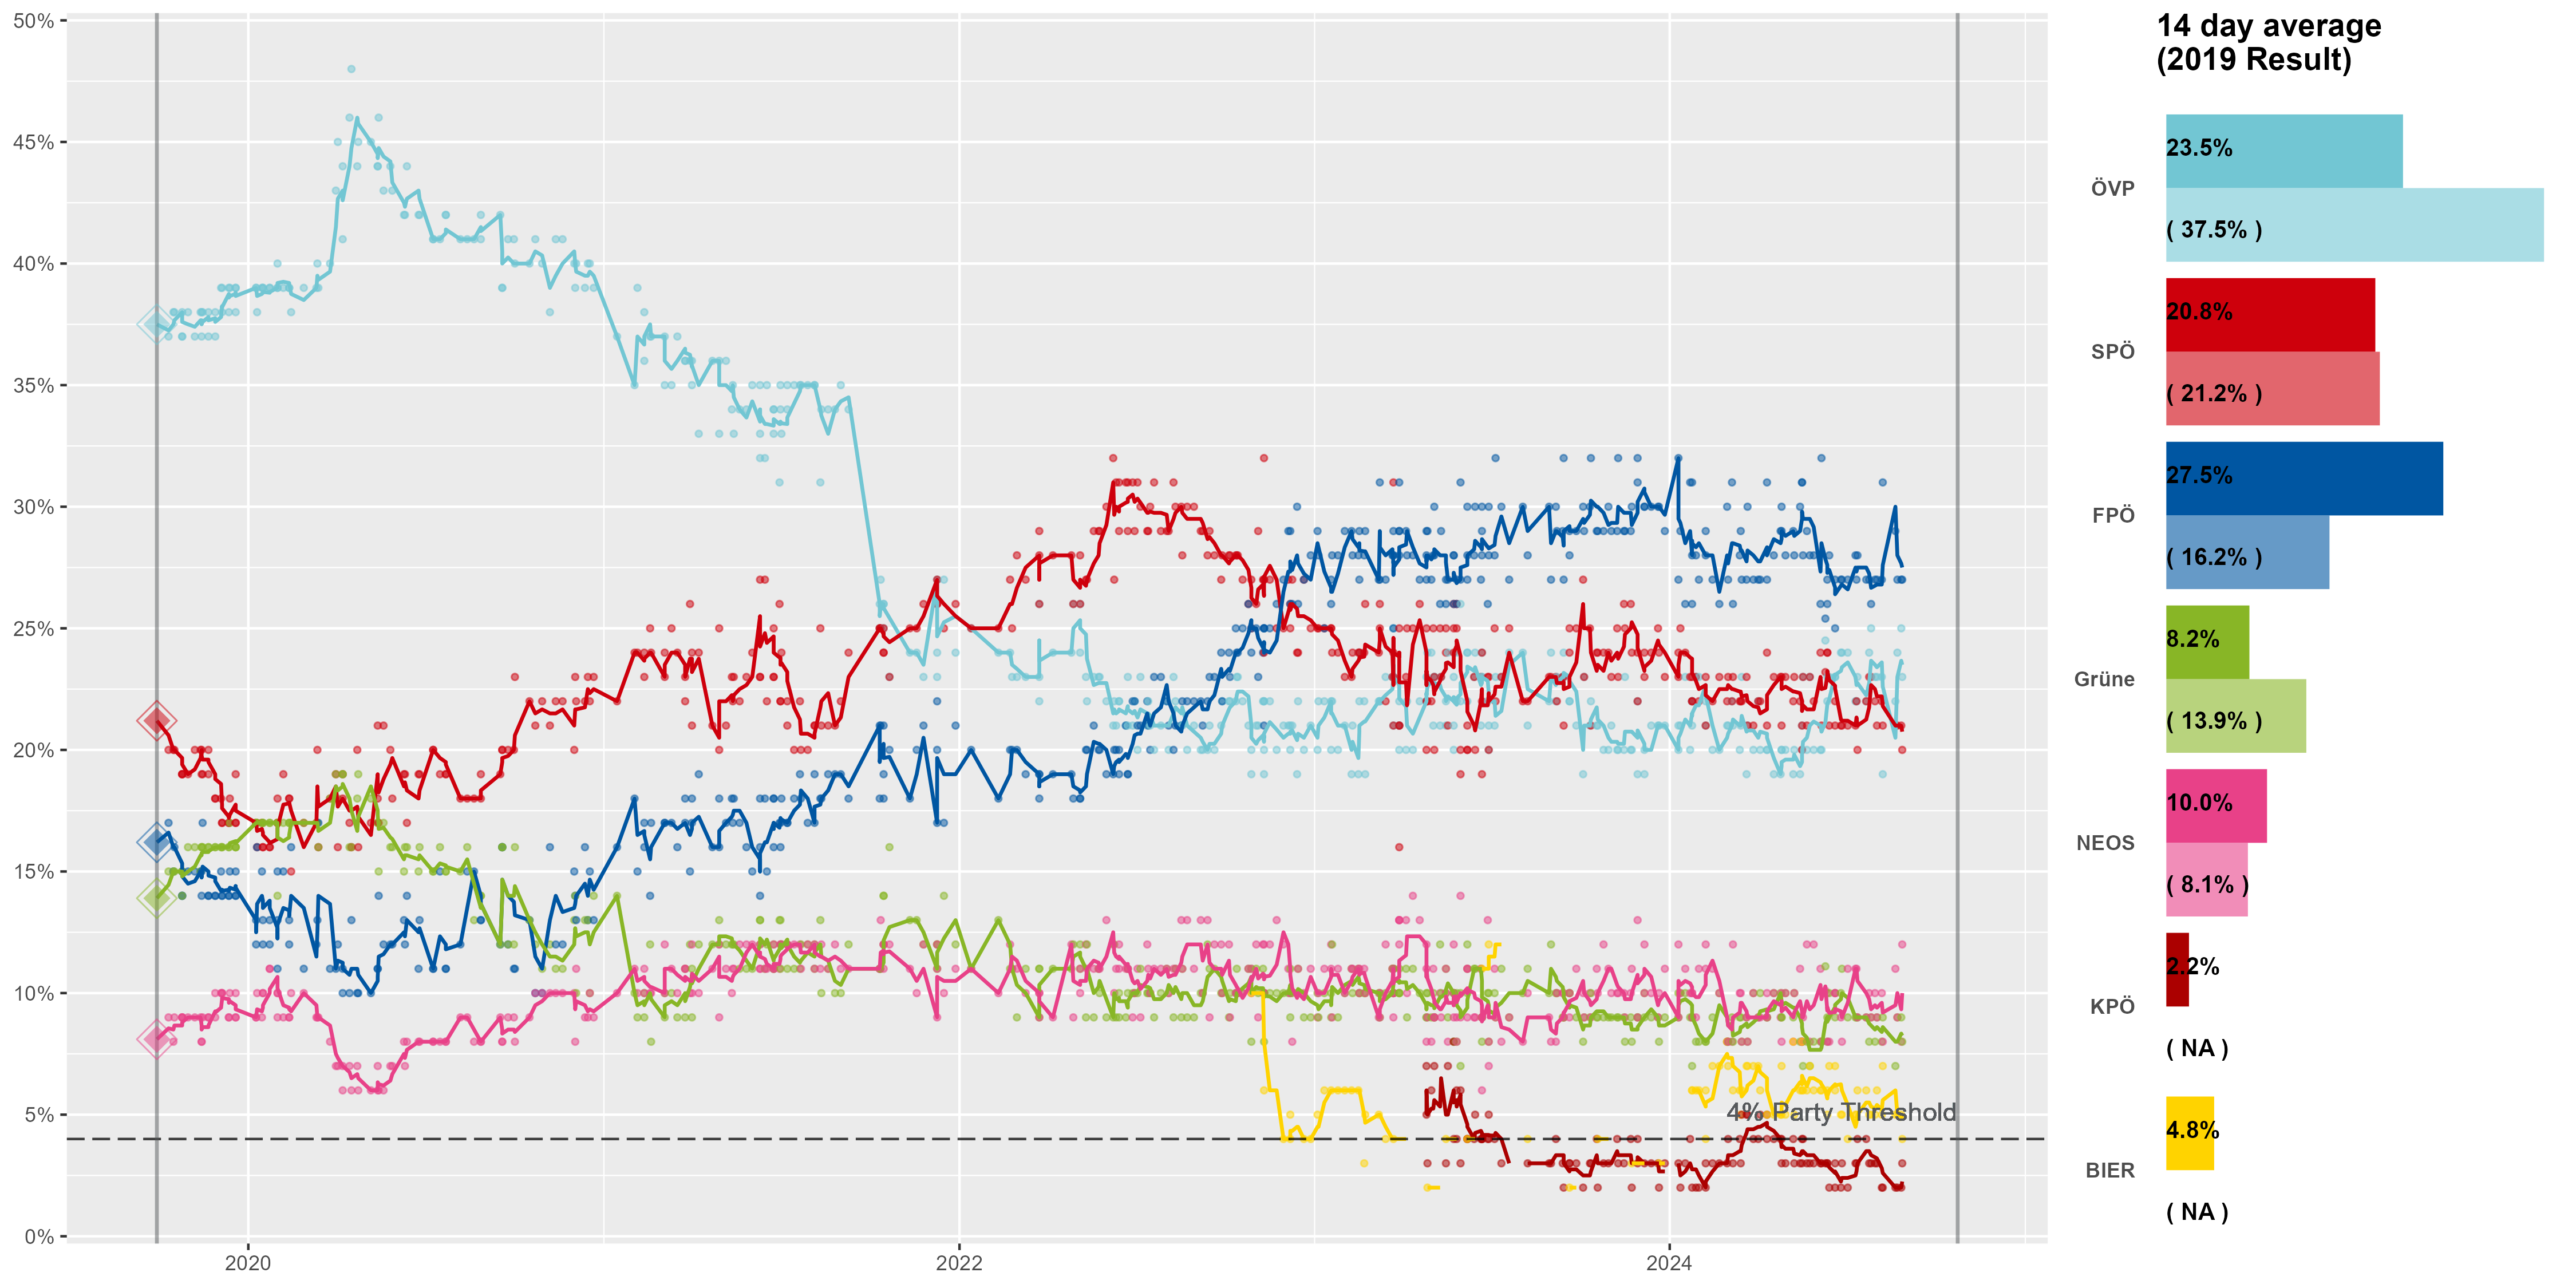 50%
45%
40%
35%
30%
25%
20%
15%
10%
5%
0%
2020
2022
2024
4% Party Threshold
14 day average
(2019 Result)
ÖVP
23.5%
( 37.5% )
SPÖ
20.8%
( 21.2% )
FPÖ
27.5%
( 16.2% )
Grüne
8.2%
( 13.9% )
NEOS
10.0%
( 8.1% )
KPÖ
2.2%
( NA )
BIER
4.8%
( NA )